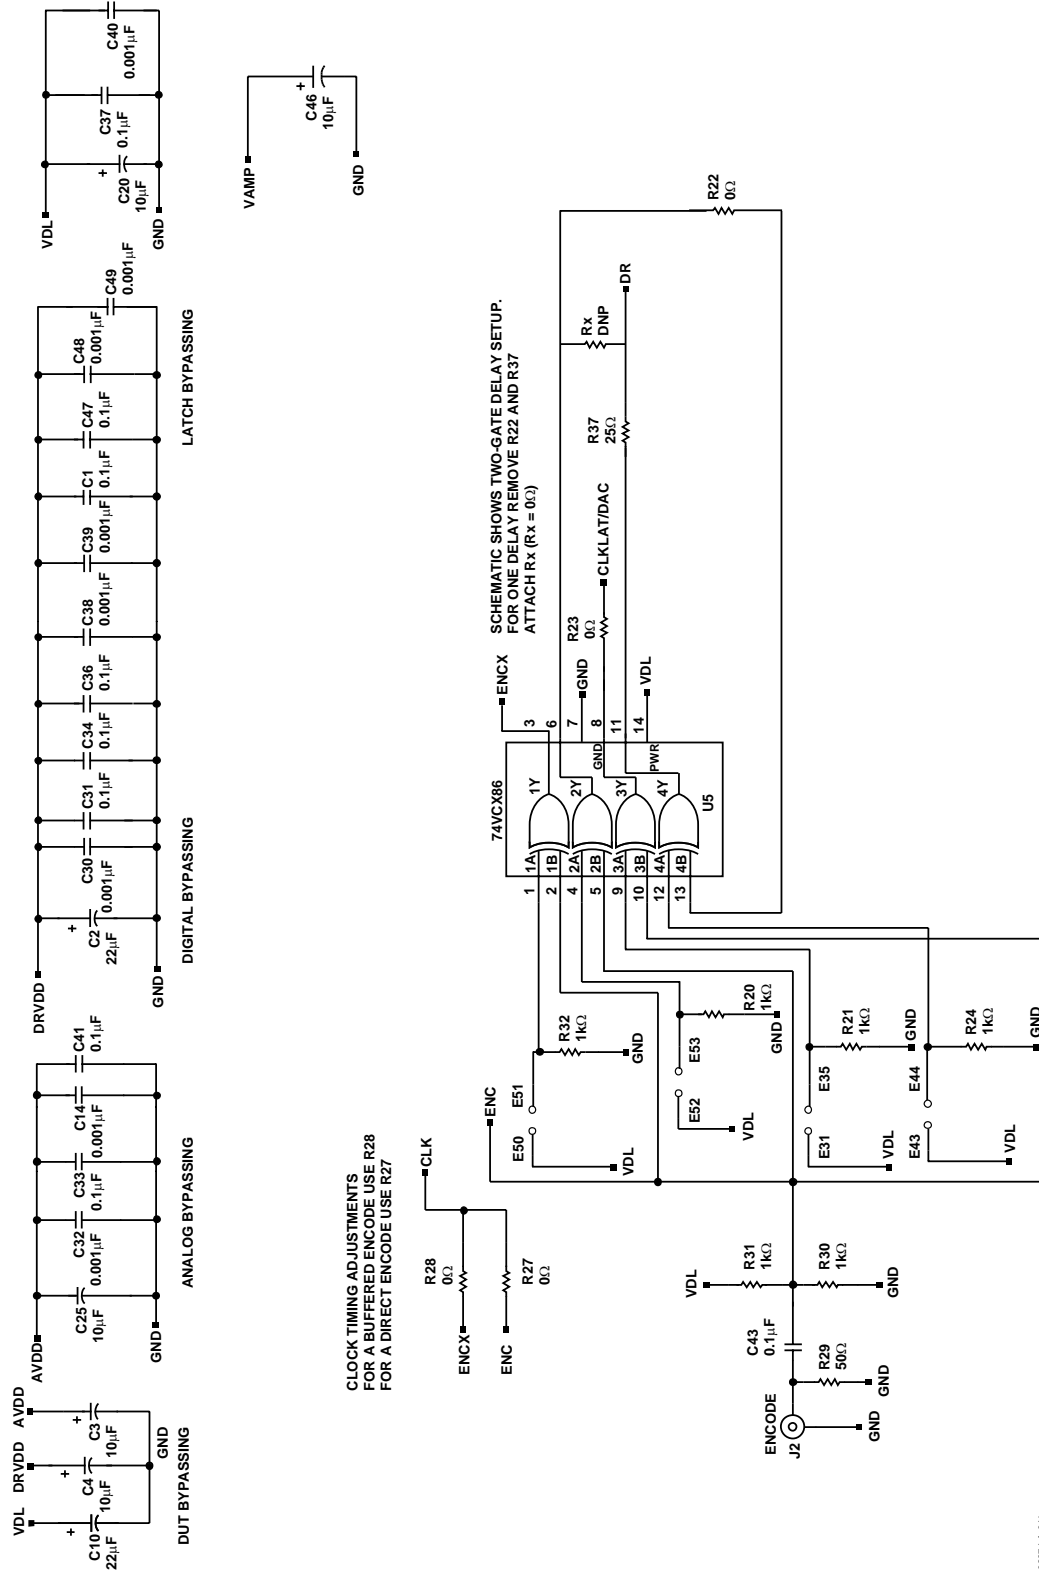 VDL
DRVDD
AVDD
+
+
+
C10
22µF
C4
10µF
C3
10µF
GND
DUT BYPASSING
AVDD
GND
C25
10µF
C32
0.001µF
C33
0.1µF
C14
0.001µF
C41
0.1µF
ANALOG BYPASSING
DRVDD
GND
+
C2
22µF
C30
0.001µF
C31
0.1µF
C34
0.1µF
C36
0.1µF
C38
0.001µF
C39
0.001µF
C1
0.1µF
C47
0.1µF
C48
0.001µF
C49
0.001µF
DIGITAL BYPASSING
LATCH BYPASSING
VDL
GND
+
C20
10µF
C37
0.1µF
C40
0.001µF
VAMP
GND
+
C46
10µF
CLOCK TIMING ADJUSTMENTS
FOR A BUFFERED ENCODE USE R28
FOR A DIRECT ENCODE USE R27
ENCX
R28
0Ω
CLK
ENC
R27
0Ω
SCHEMATIC SHOWS TWO-GATE DELAY SETUP.
FOR ONE DELAY REMOVE R22 AND R37
ATTACH Rx (Rx = 0Ω)
ENC
E50
E51
VDL
R32
1kΩ
GND
E52
E53
VDL
R20
1kΩ
GND
E31
E35
VDL
R21
1kΩ
GND
E43
E44
VDL
R24
1kΩ
GND
74VCX86
U5
1
2
4
5
9
10
12
13
1A
1B
2A
2B
3A
3B
4A
4B
1Y
2Y
3Y
4Y
GND
PWR
3
6
7
8
11
14
ENCX
GND
R23
0Ω
CLKLAT/DAC
VDL
R37
25Ω
Rx
DNP
DR
R22
0Ω
ENCODE
J2
GND
R29
50Ω
GND
C43
0.1µF
VDL
R31
1kΩ
R30
1kΩ
GND